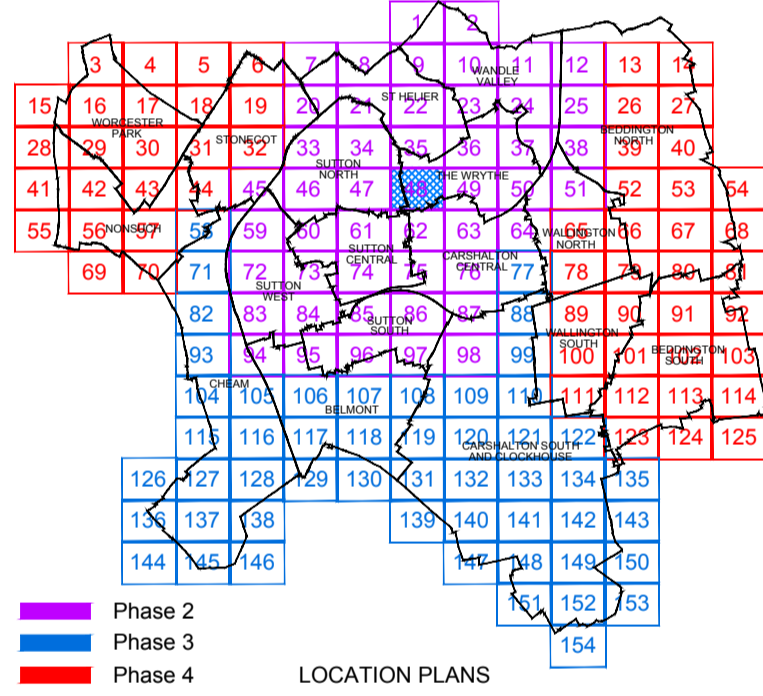 1 2
3 4 5 6 7 8 9 10 11 12 13 14
WANDLE
VALLEY
15 16 17 18 19 20 21 22 23 24 25 26 27
ST HELIER
WORCESTER
PARK
28 29 30 31 32 33 34 35 36 37 38 39 40
STONECOT
BEDDINGTON
NORTH
SUTTON
NORTH
THE WRYTHE
41 42 43 44 45 46 47 48 49 50 51 52 53 54
55 56 57 58 59 60 61 62 63 64 65 66 67 68
NONSUCH
WALLINGTON
NORTH
SUTTON
CENTRAL
CARSHALTON
CENTRAL
69 70 71 72 73 74 75 76 77 78 79 80 81
SUTTON
WEST
82 83 84 85 86 87 88 89 90 91 92
SUTTON
SOUTH
WALLINGTON
SOUTH
93 94 95 96 97 98 99 100 101 102 103
BEDDINGTON
SOUTH
CHEAM
104 105 106 107 108 109 110 111 112 113 114
BELMONT
115 116 117 118 119 120 121 122 123 124 125
CARSHALTON SOUTH
AND CLOCKHOUSE
126 127 128 129 130 131 132 133 134 135
136 137 38 139 140 141 142 143
144 145 146 147 148 149 150
151 152 153
154
Phase 2
Phase 3
Phase 4
LOCATION PLANS